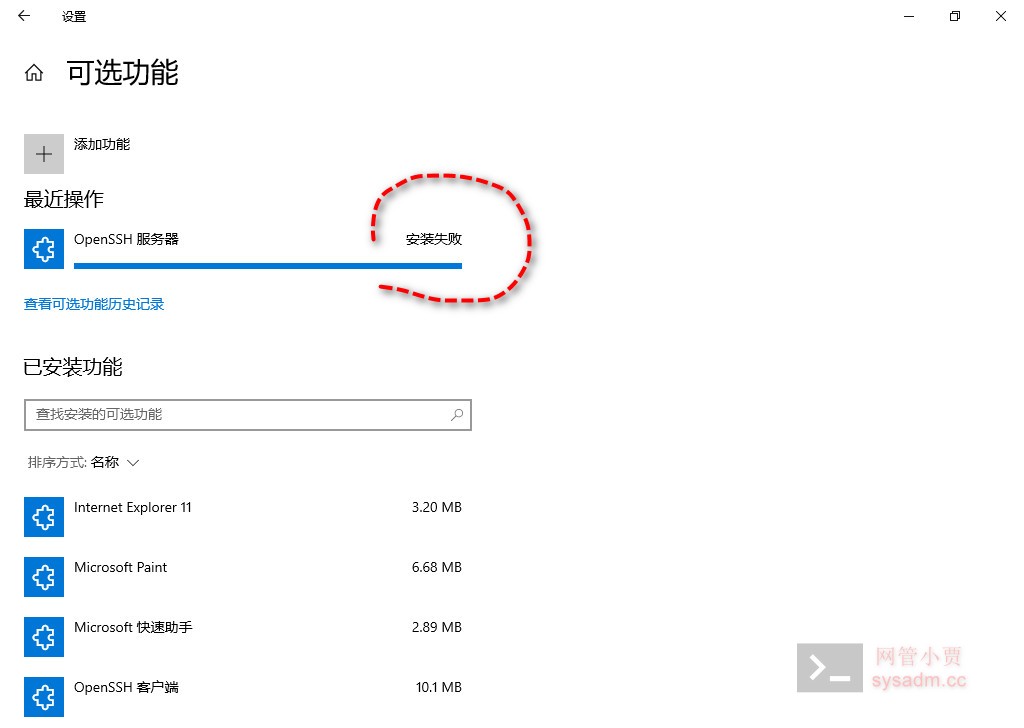 设置
可选功能
添加功能
最近操作
OpenSSH 服务器 安装失败
查看可选功能历史记录
已安装功能
查找安装的可选功能
排序方式: 名称
Internet Explorer 11 3.20 MB
Microsoft Paint 6.68 MB
Microsoft 快速助手 2.89 MB
OpenSSH 客户端 10.1 MB
网管小贾
sysadm.cc